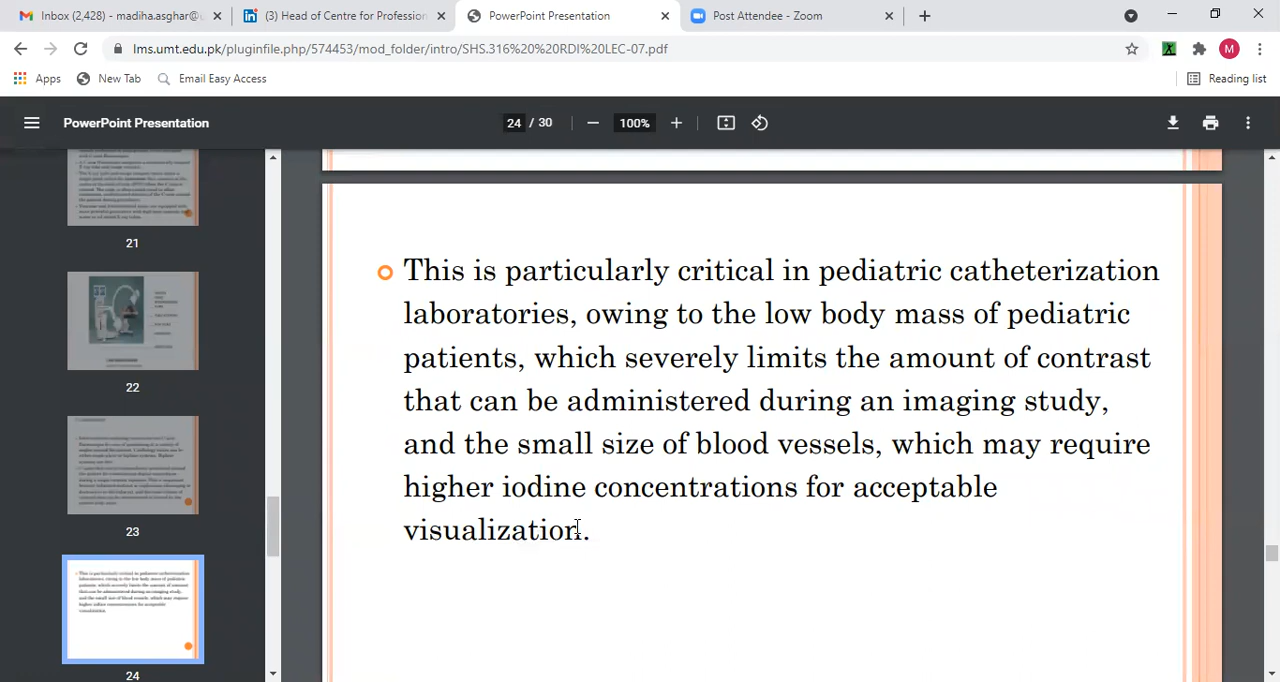 Inbox (2,428) - madiha.asghar@u
(3) Head of Centre for Profession
PowerPoint Presentation
Post Attendee - Zoom
lms.umt.edu.pk/pluginfile.php/574453/mod_folder/intro/SHS.316%20%20RDI%20LEC-07.pdf
M
Apps
New Tab
Email Easy Access
Reading list
PowerPoint Presentation
24 / 30
100%
21
22
23
24
This is particularly critical in pediatric catheterization
laboratories, owing to the low body mass of pediatric
patients, which severely limits the amount of contrast
that can be administered during an imaging study,
and the small size of blood vessels, which may require
higher iodine concentrations for acceptable
visualization.